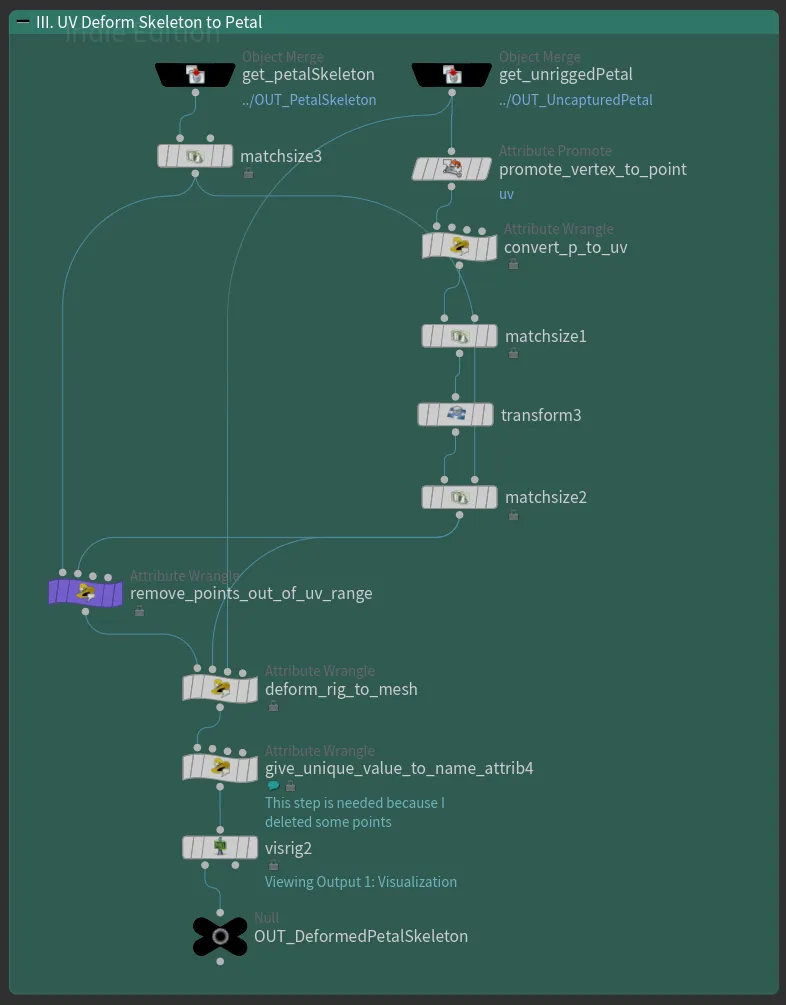 III. UV Deform Skeleton to Petal
Indie Edition
Object Merge
get_petalSkeleton
../OUT_PetalSkeleton
Object Merge
get_unriggedPetal
../OUT_UncapturedPetal
matchsize3
Attribute Promote
promote_vertex_to_point
uv
Attribute Wrangle
convert_p_to_uv
matchsize1
transform3
matchsize2
Attribute Wrangle
remove_points_out_of_uv_range
Attribute Wrangle
deform_rig_to_mesh
Attribute Wrangle
give_unique_value_to_name_attrib4
This step is needed because I
deleted some points
visrig2
Viewing Output 1: Visualization
Null
OUT_DeformedPetalSkeleton